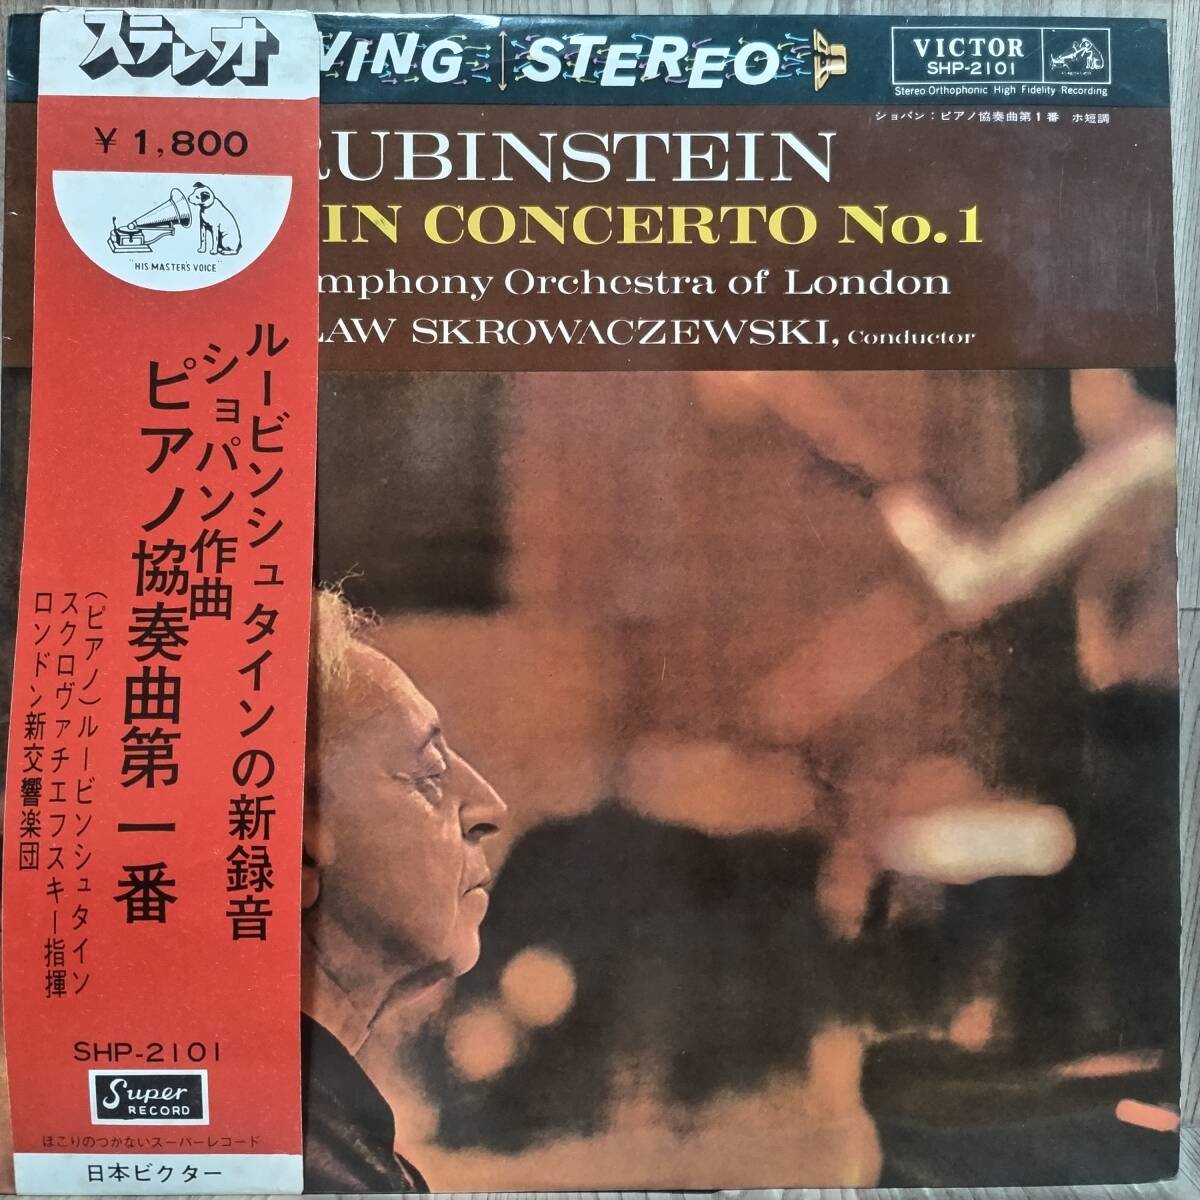 ステレオ
¥ 1,800
"HIS MASTER'S VOICE"
ルービンシュタインの新録音
ショパン作曲
ピアノ協奏曲第一番
(ピアノ)ルービンシュタイン
スクロヴァチエフスキー指揮
ロンドン新交響楽団
SHP-2101
Super
RECORD
ほこりのつかないスーパーレコード
日本ビクター
VING STEREO
VICTOR
SHP-2101
Stereo-Orthophonic High Fidelity Recording
ショパン:ピアノ協奏曲第1番 ホ短調
RUBINSTEIN
IN CONCERTO No.1
mphony Orchestra of London
LAW SKROWACZEWSKI, Conductor